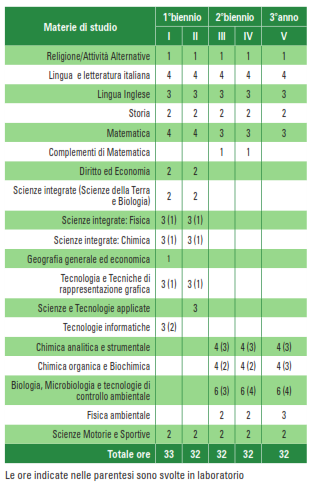 Materie di studio 1°biennio 2°biennio 3°anno
I II III IV V
Religione/Attività Alternative 1 1 1 1 1
Lingua e letteratura italiana 4 4 4 4 4
Lingua Inglese 3 3 3 3 3
Storia 2 2 2 2 2
Matematica 4 4 3 3 3
Complementi di Matematica 1 1
Diritto ed Economia 2 2
Scienze integrate (Scienze della Terra
e Biologia) 2 2
Scienze integrate: Fisica 3 (1) 3 (1)
Scienze integrate: Chimica 3 (1) 3 (1)
Geografia generale ed economica 1
Tecnologia e Tecniche di
rappresentazione grafica 3 (1) 3 (1)
Scienze e Tecnologie applicate 3
Tecnologie informatiche 3 (2)
Chimica analitica e strumentale 4 (3) 4 (3) 4 (3)
Chimica organica e Biochimica 4 (2) 4 (2) 4 (3)
Biologia, Microbiologia e tecnologie di
controllo ambientale 6 (3) 6 (4) 6 (4)
Fisica ambientale 2 2 3
Scienze Motorie e Sportive 2 2 2 2 2
Totale ore 33 32 32 32 32
Le ore indicate nelle parentesi sono svolte in laboratorio